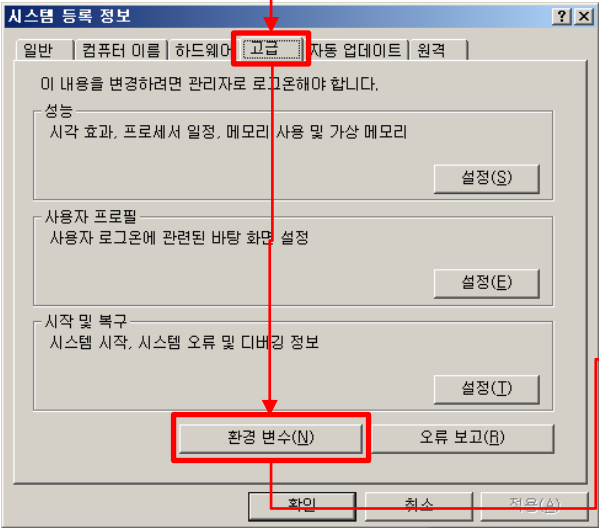 시스템 등록 정보
일반 컴퓨터 이름 하드웨어 고급 자동 업데이트 원격
이 내용을 변경하려면 관리자로 로그온해야 합니다.
성능
시각 효과, 프로세서 일정, 메모리 사용 및 가상 메모리
설정(S)
사용자 프로필
사용자 로그온에 관련된 바탕 화면 설정
설정(E)
시작 및 복구
시스템 시작, 시스템 오류 및 디버깅 정보
설정(T)
환경 변수(N) 오류 보고(R)
확인 취소 적용(A)